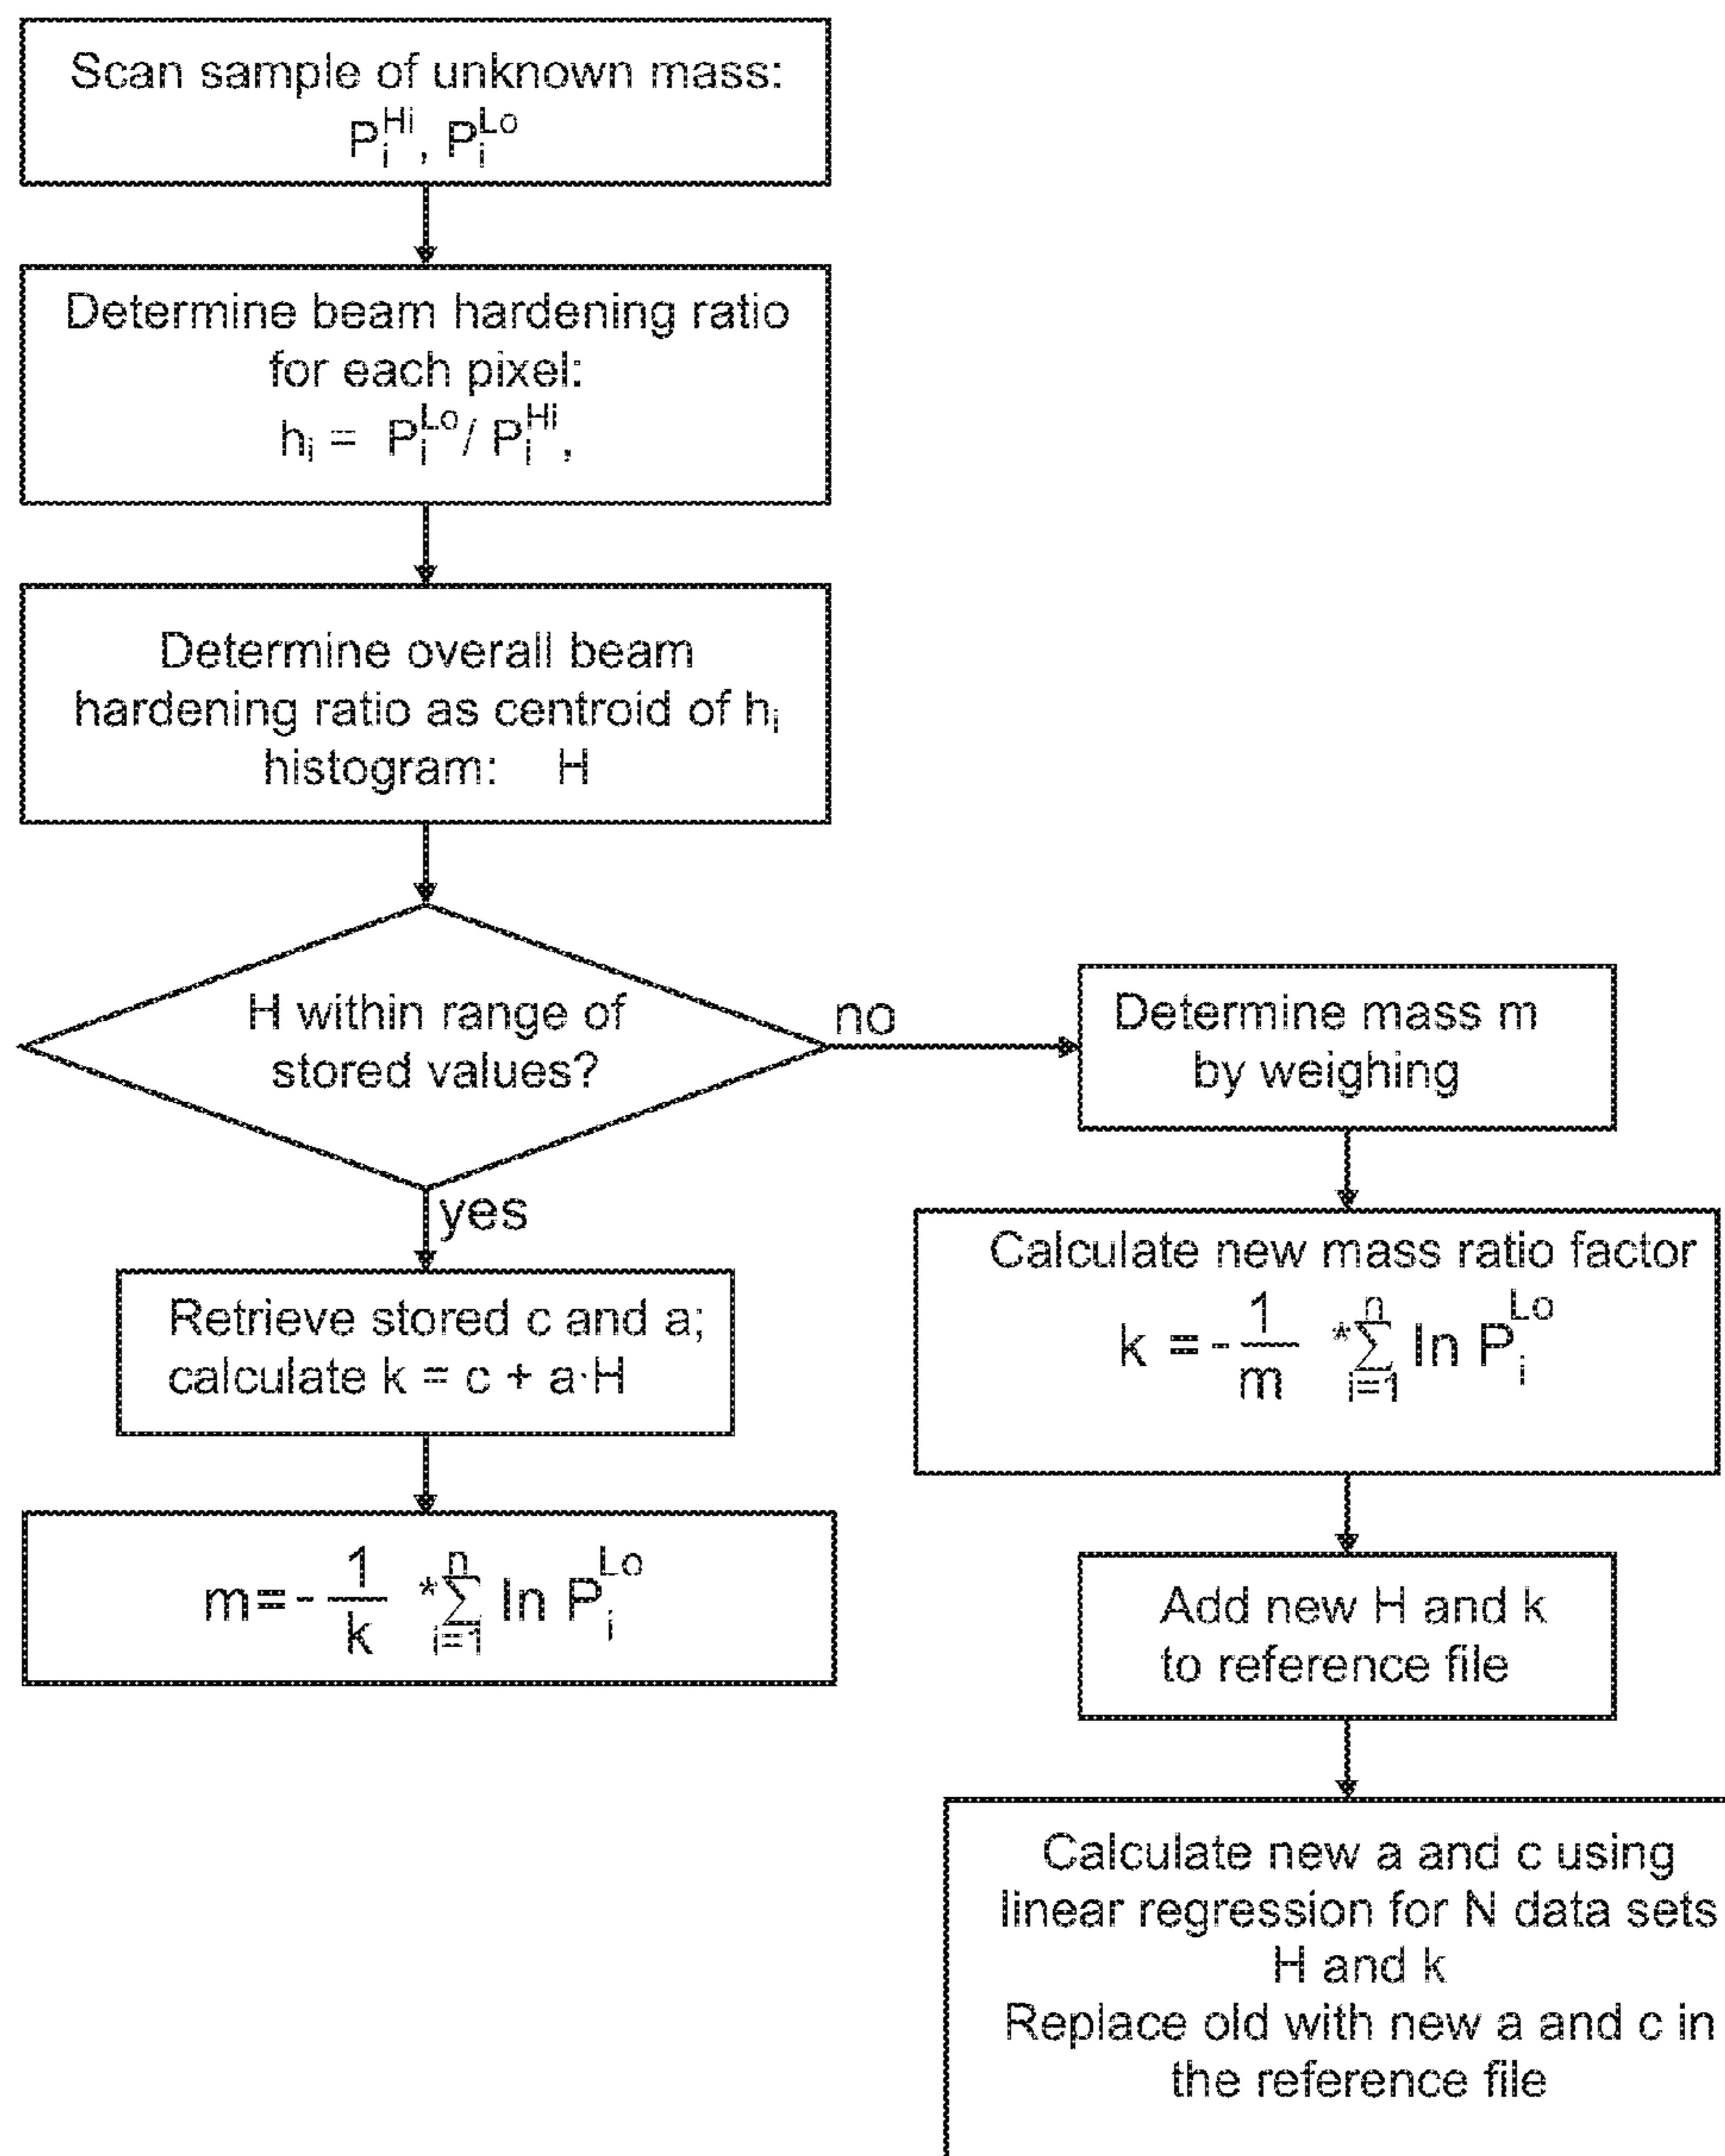 Scan sample of unknown mass:
P_i^Hi, P_i^Lo
Determine beam hardening ratio
for each pixel:
h_i = P_i^Lo / P_i^Hi,
Determine overall beam
hardening ratio as centroid of h_i
histogram: H
H within range of
stored values?
no
yes
Retrieve stored c and a;
calculate k = c + a·H
m=- 1/k *∑_{i=1}^n ln P_i^Lo
Determine mass m
by weighing
Calculate new mass ratio factor
k =- 1/m *∑_{i=1}^n ln P_i^Lo
Add new H and k
to reference file
Calculate new a and c using
linear regression for N data sets
H and k
Replace old with new a and c in
the reference file